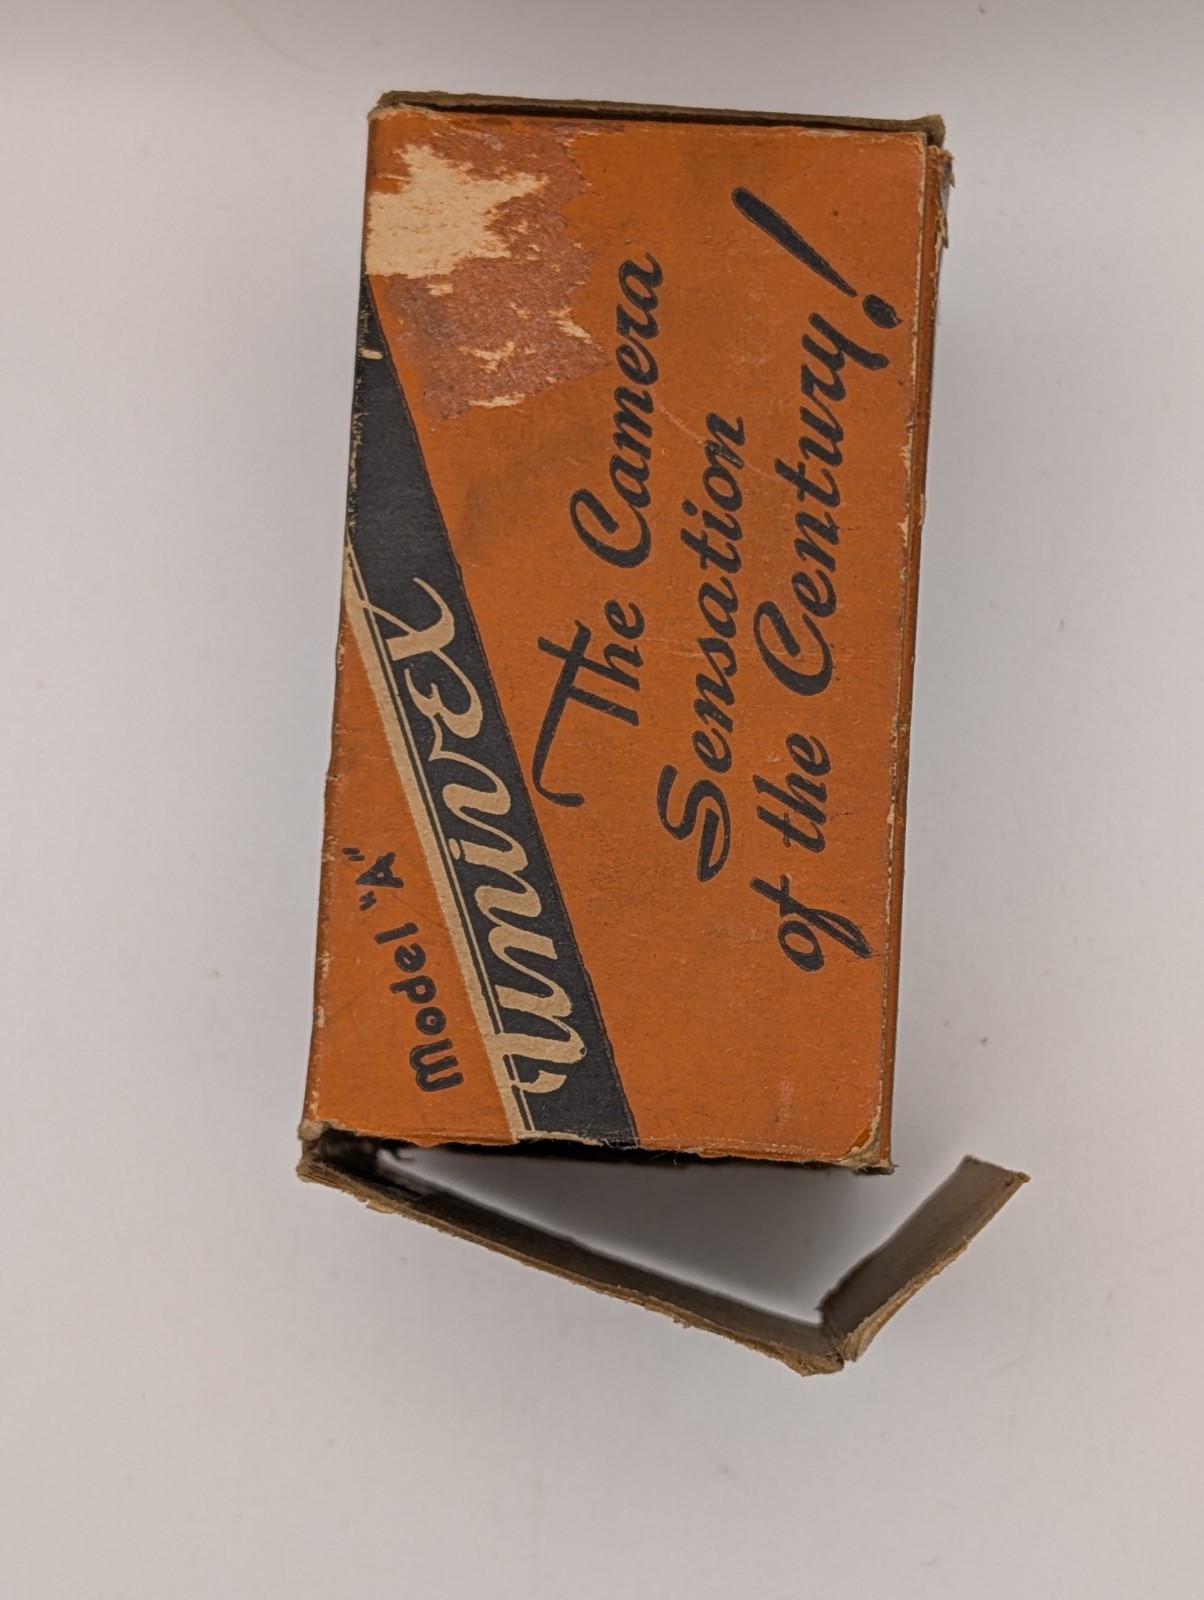 Model "A"
Univex
The Camera
Sensation
of the Century!